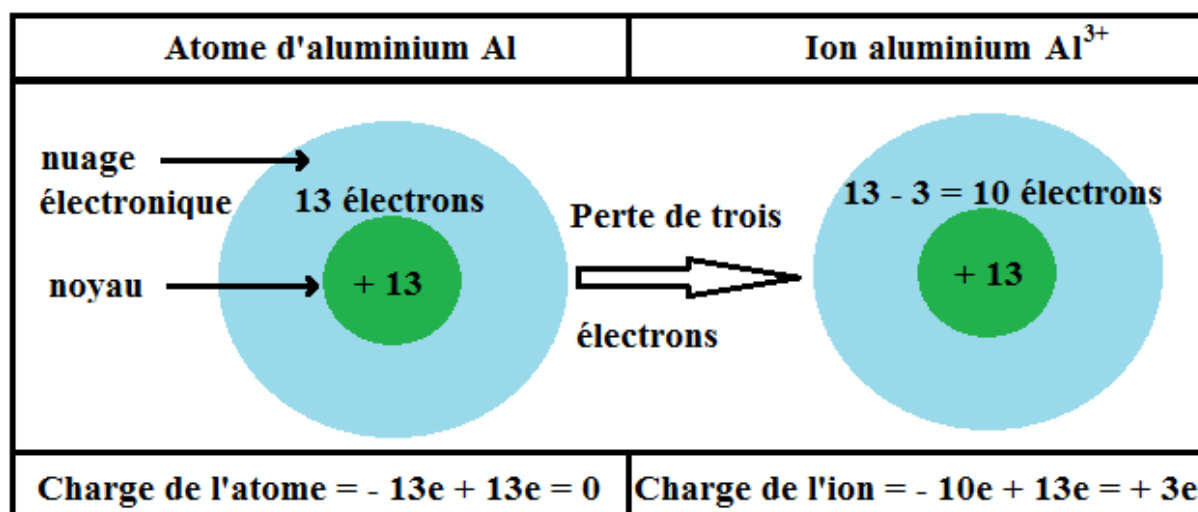 Atome d'aluminium Al
Ion aluminium Al³⁺
nuage
électronique
13 électrons
noyau
+ 13
Perte de trois
électrons
13 - 3 = 10 électrons
+ 13
Charge de l'atome = - 13e + 13e = 0
Charge de l'ion = - 10e + 13e = + 3e